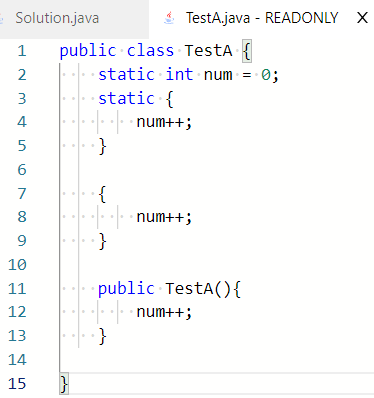 Solution.java
TestA.java - READONLY
1 public class TestA {
2     static int num = 0;
3     static {
4         num++;
5     }
6
7     {
8         num++;
9     }
10
11     public TestA(){
12         num++;
13     }
14
15 }